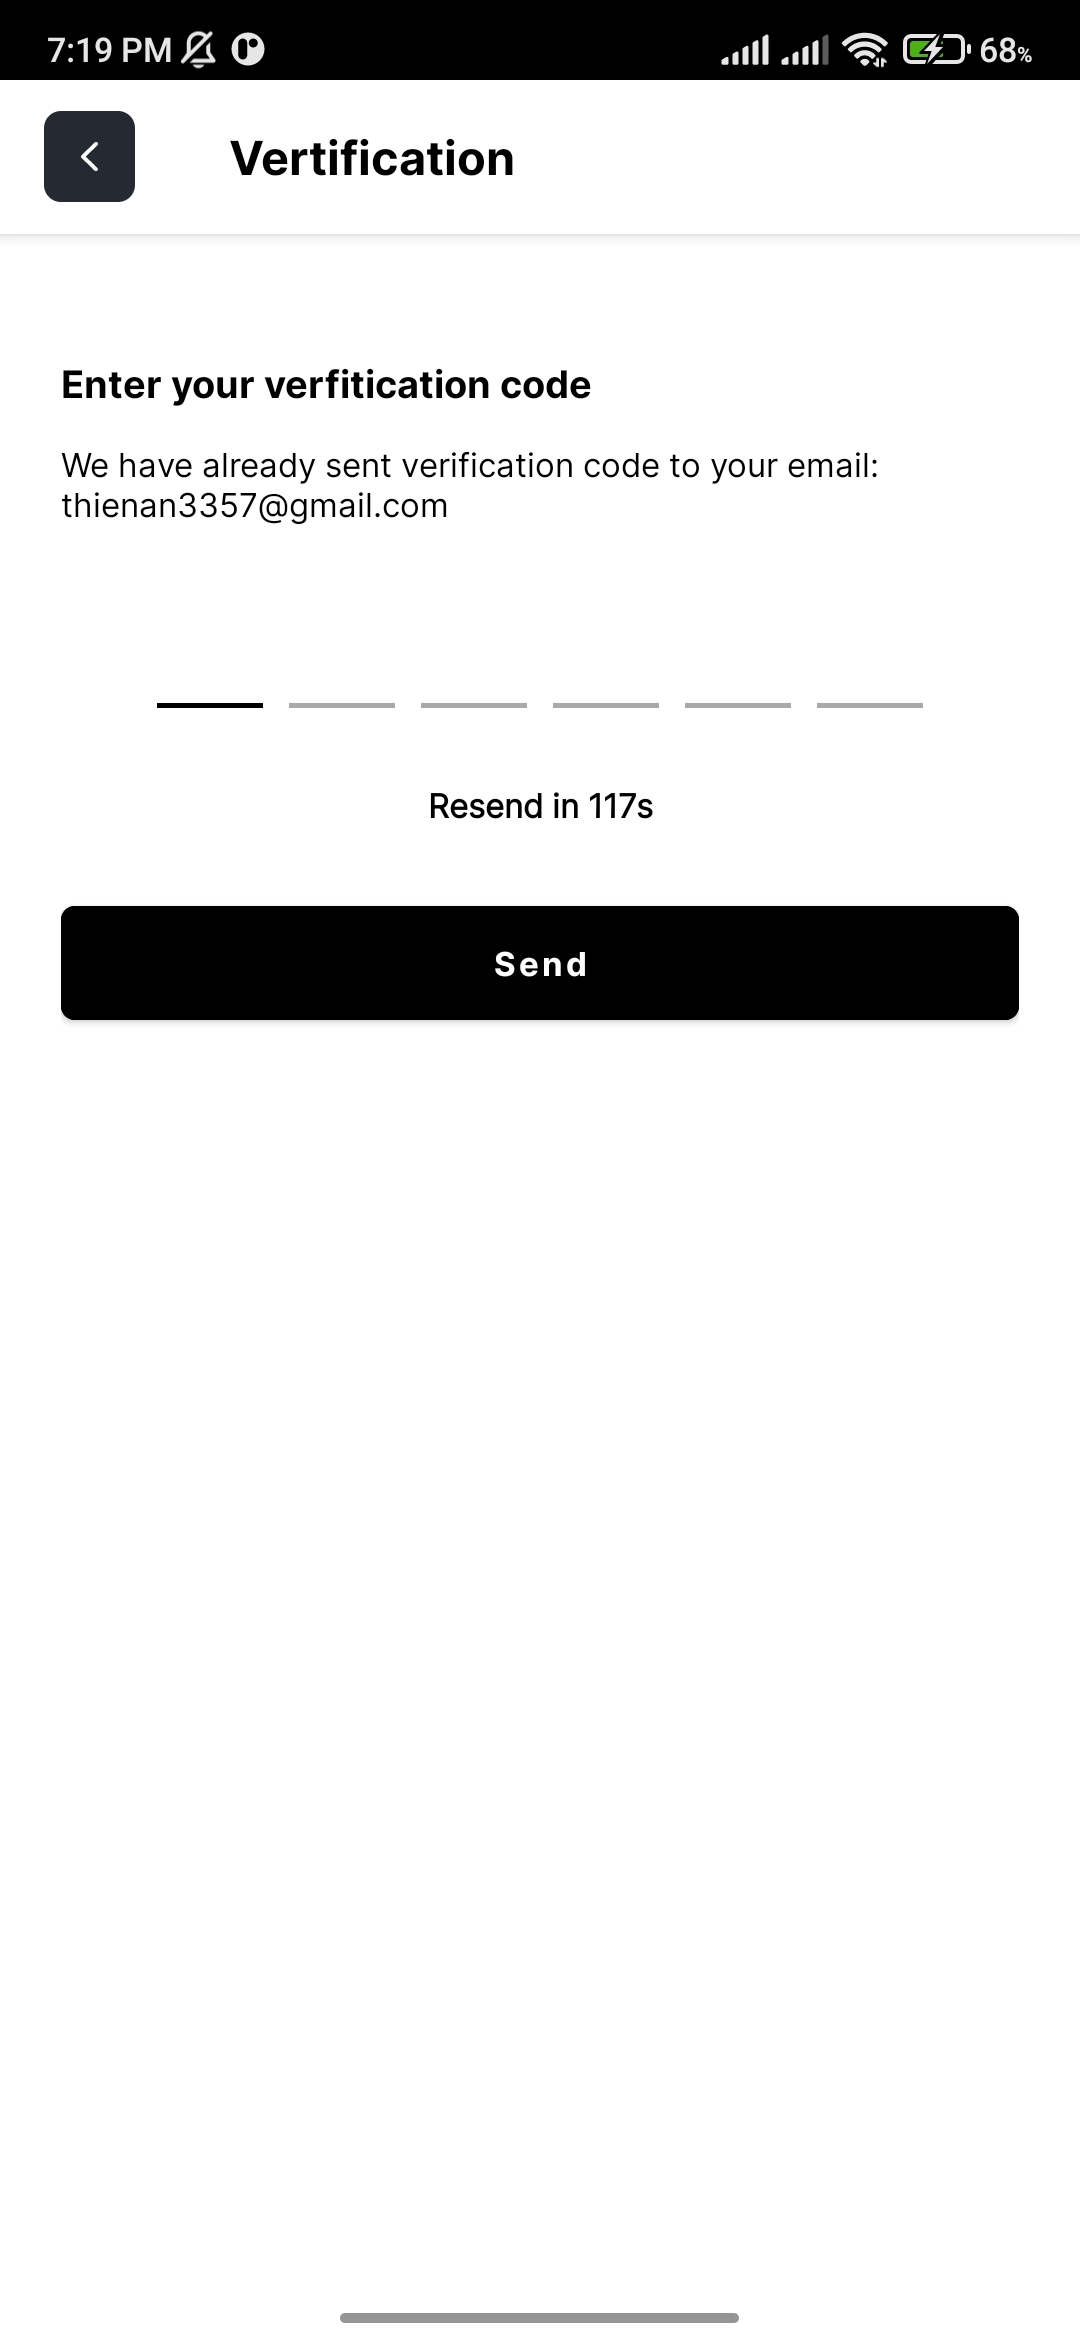 7:19 PM 68%
Vertification
Enter your verfitication code
We have already sent verification code to your email:
thienan3357@gmail.com
Resend in 117s
Send